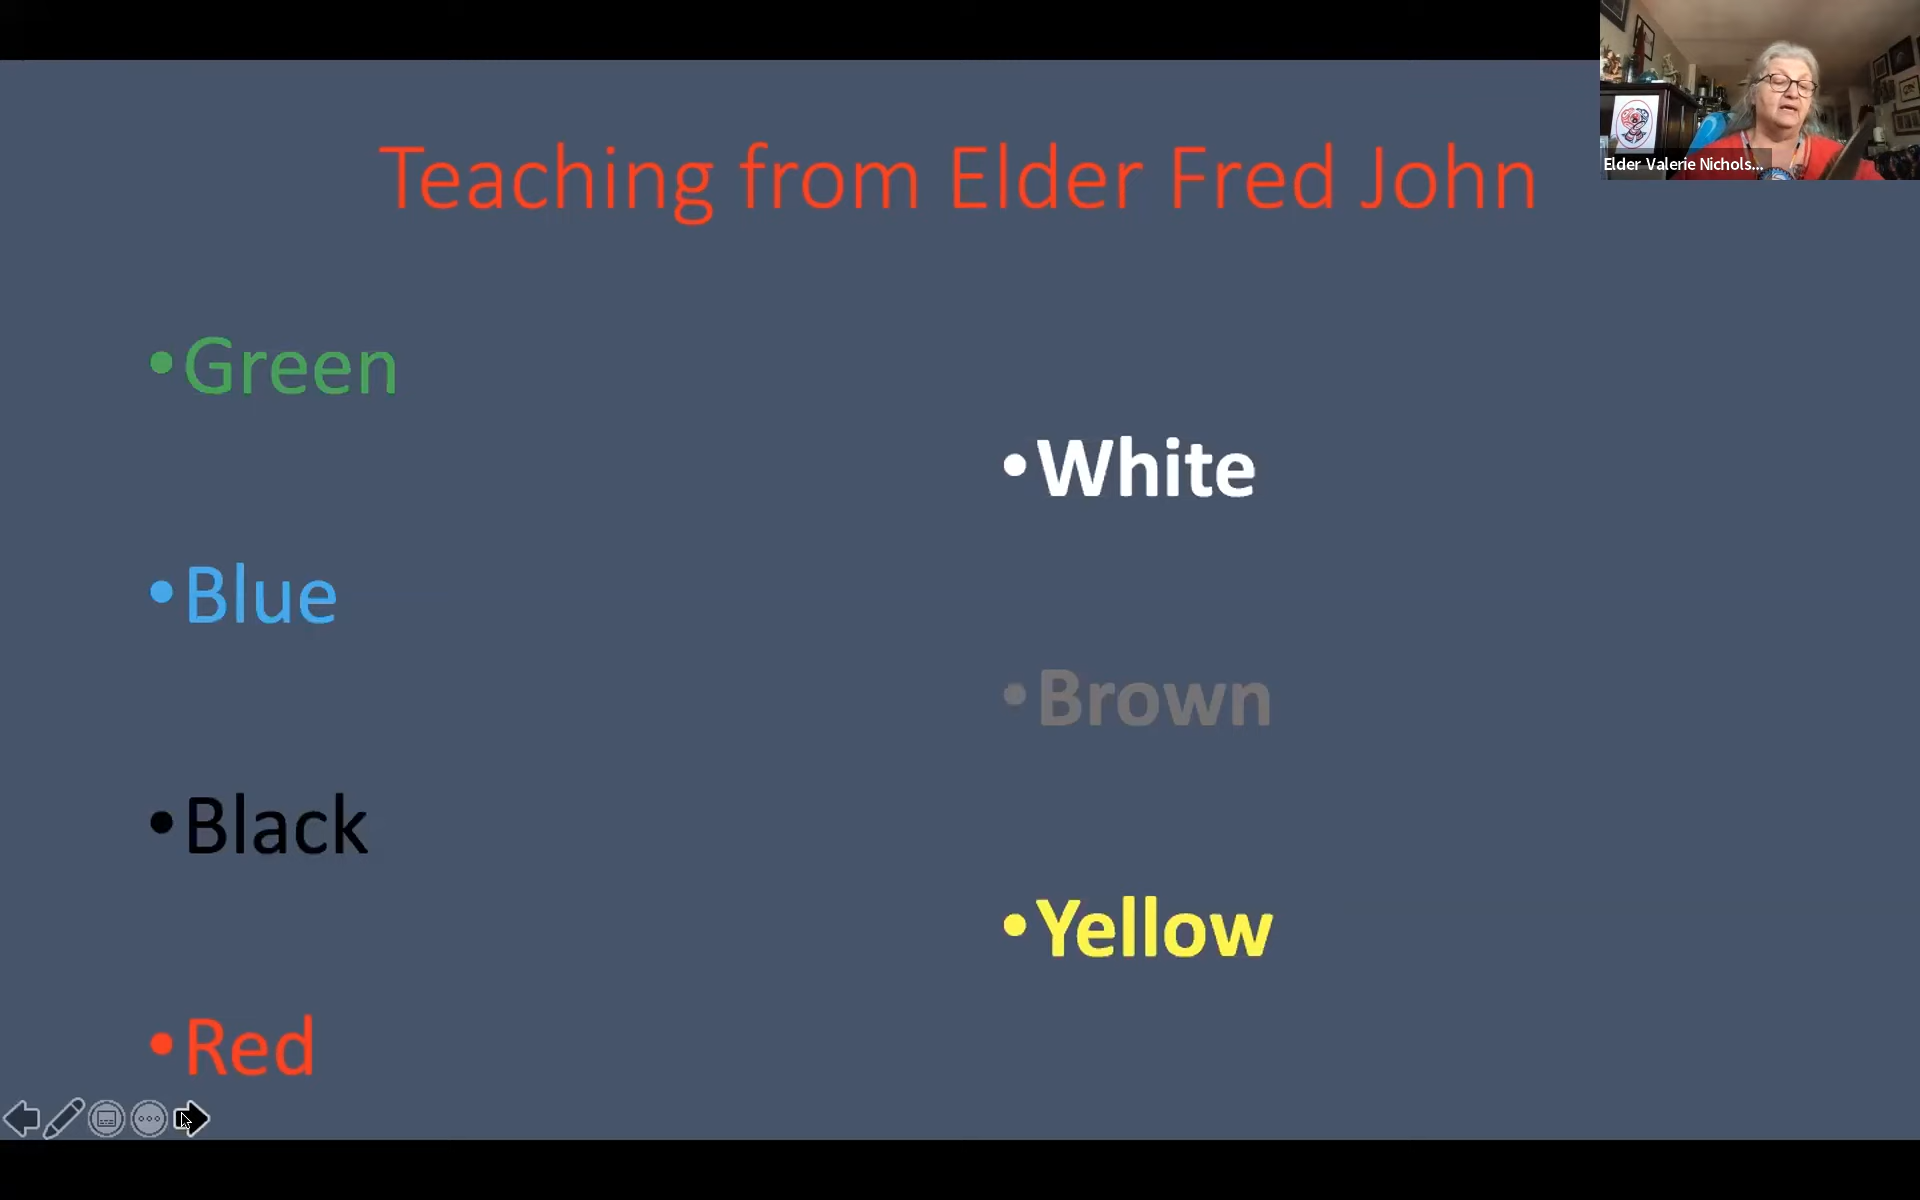 Teaching from Elder Fred John
•Green
•Blue
•Black
•Red
•White
•Brown
•Yellow
Elder Valerie Nichols...